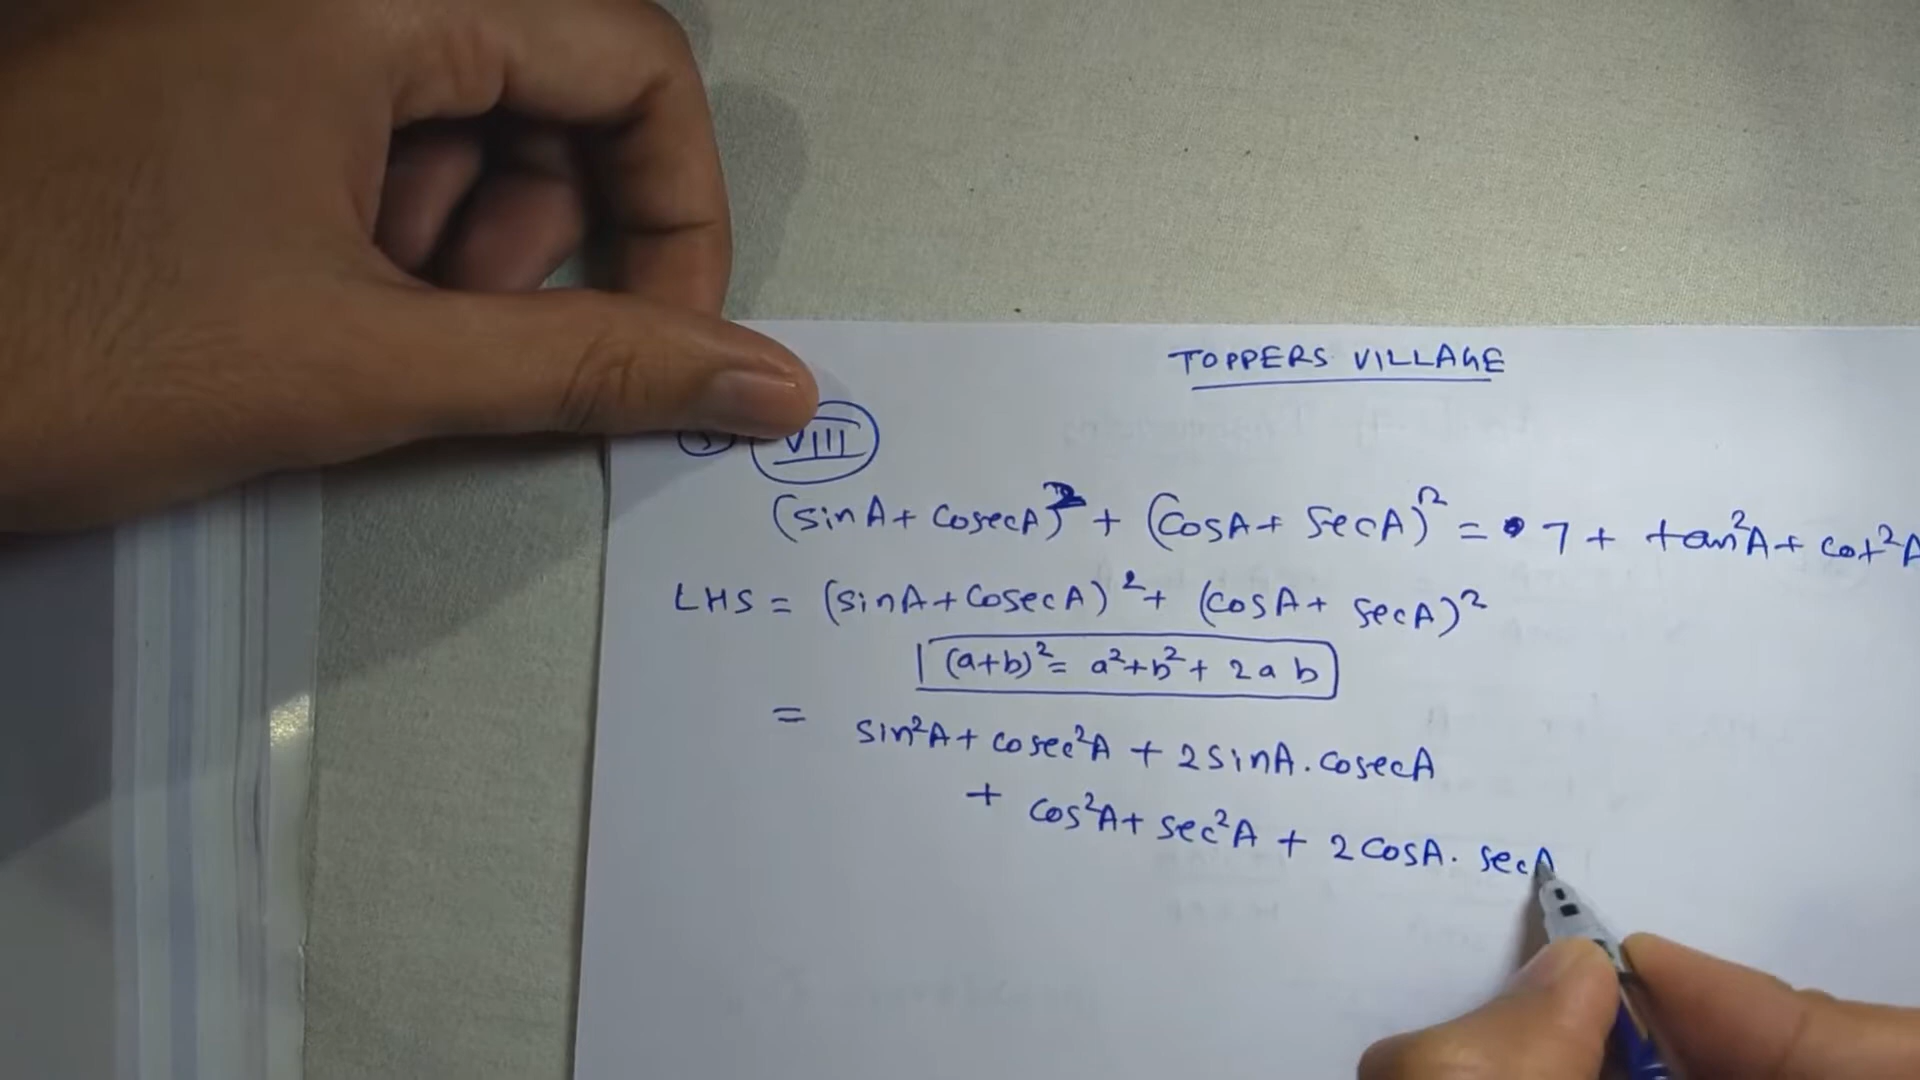 TOPPERS VILLAGE
VIII
(sinA + cosecA)² + (cosA + secA)² = 7 + tan²A + cot²A
LHS = (sinA + cosecA)² + (cosA + secA)²
(a+b)² = a² + b² + 2ab
= sin²A + cosec²A + 2sinA.cosecA
+ cos²A + sec²A + 2cosA. secA